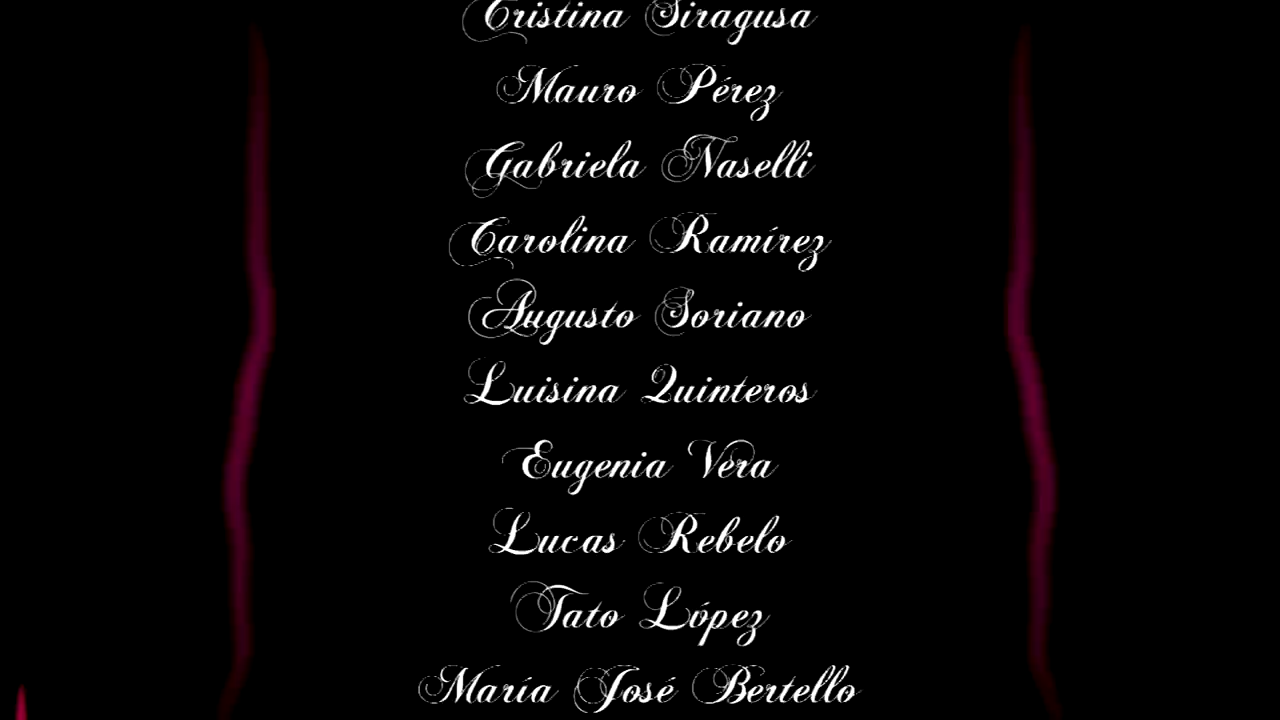 Cristina Siragusa
Mauro Pérez
Gabriela Naselli
Carolina Ramírez
Augusto Soriano
Luisina Quinteros
Eugenia Vera
Lucas Rebelo
Tato López
María José Bertello